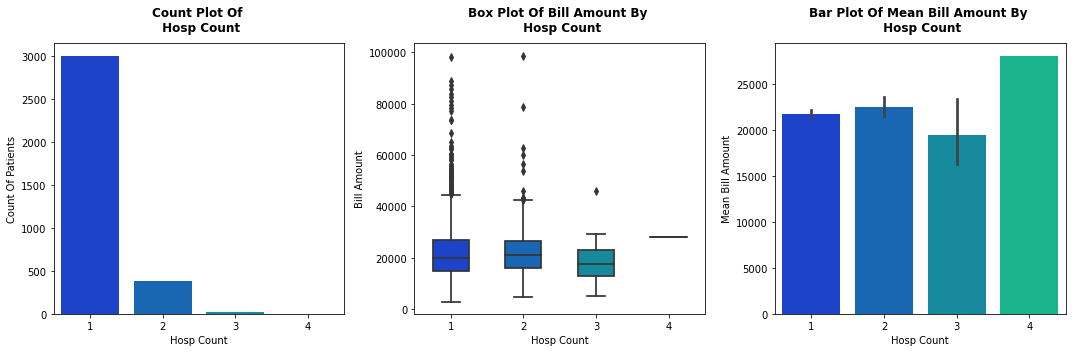 Count Plot Of
Hosp Count
3000
2500
2000
1500
1000
500
0
Count Of Patients
1 2 3 4
Hosp Count
Box Plot Of Bill Amount By
Hosp Count
100000
80000
60000
40000
20000
0
Bill Amount
1 2 3 4
Hosp Count
Bar Plot Of Mean Bill Amount By
Hosp Count
25000
20000
15000
10000
5000
0
Mean Bill Amount
1 2 3 4
Hosp Count